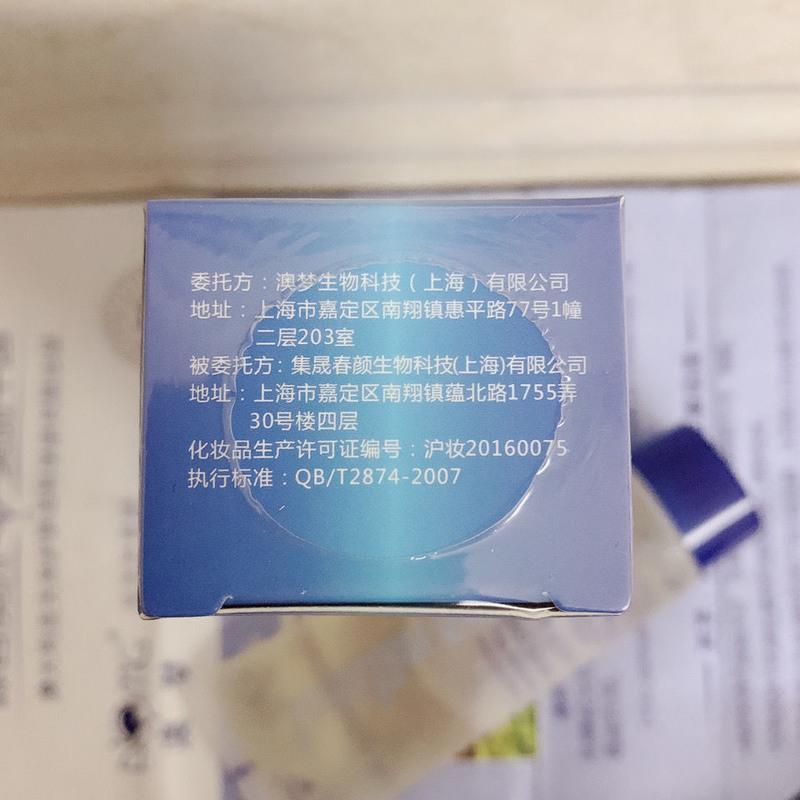 委托方：澳梦生物科技（上海）有限公司
地址：上海市嘉定区南翔镇惠平路77号1幢
二层203室
被委托方：集晟春颜生物科技(上海)有限公司
地址：上海市嘉定区南翔镇蕴北路1755弄
30号楼四层
化妆品生产许可证编号：沪妆20160075
执行标准：QB/T2874-2007